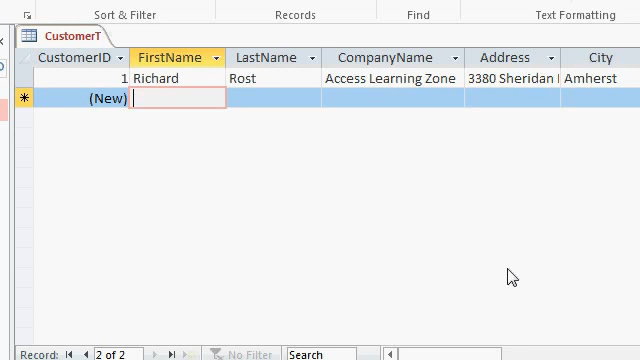 Sort & Filter Records Find Text Formatting
CustomerT
CustomerID FirstName LastName CompanyName Address City
1 Richard Rost Access Learning Zone 3380 Sheridan Amherst
(New)
Record: 2 of 2 No Filter Search